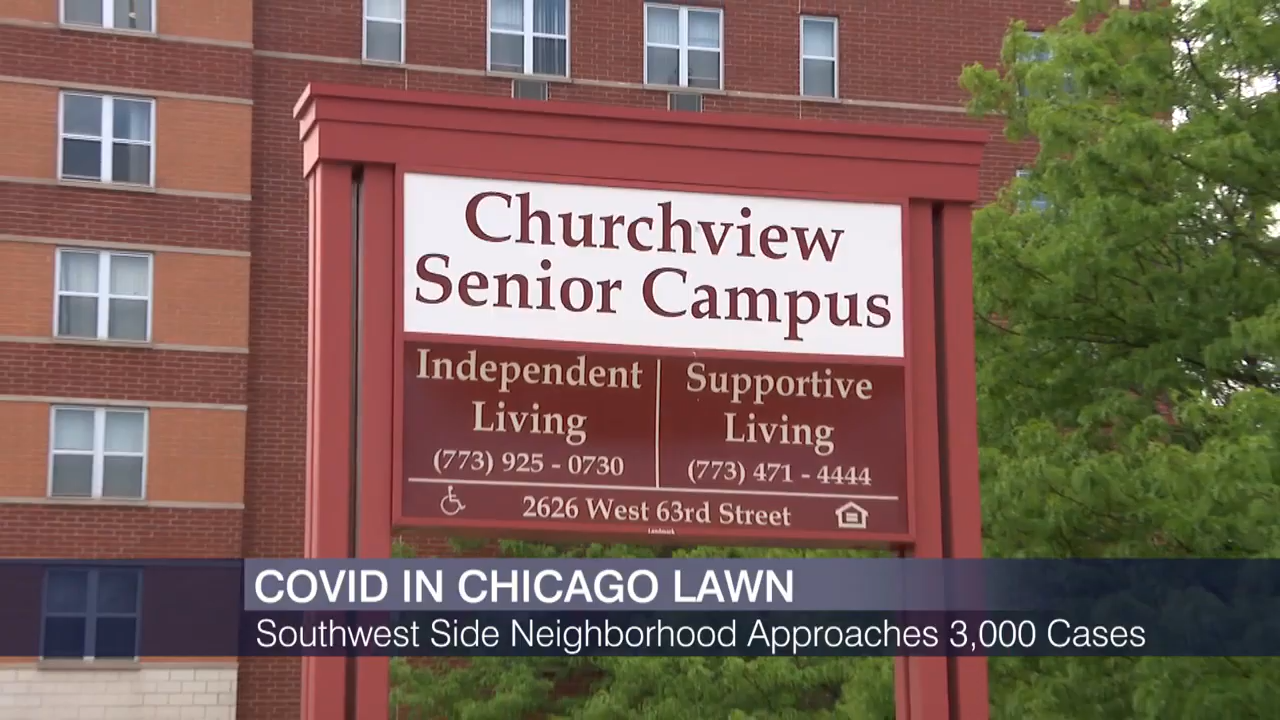 Churchview
Senior Campus
Independent
Living
(773) 925 - 0730
Supportive
Living
(773) 471 - 4444
2626 West 63rd Street
Landmark
COVID IN CHICAGO LAWN
Southwest Side Neighborhood Approaches 3,000 Cases